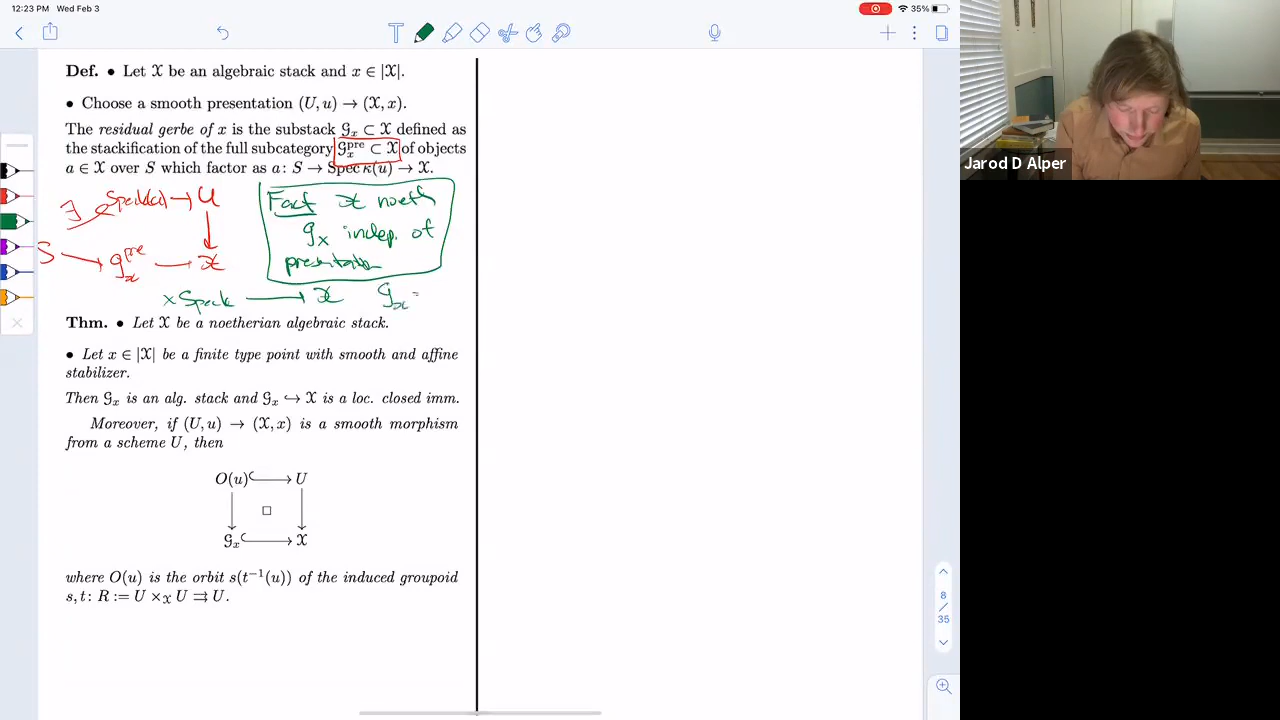 12:23 PM Wed Feb 3
35%
Def. • Let 𝒳 be an algebraic stack and x ∈ |𝒳|.
• Choose a smooth presentation (U, u) → (𝒳, x).
The residual gerbe of x is the substack 𝒢ₓ ⊂ 𝒳 defined as
the stackification of the full subcategory 𝒢ₓᵖʳᵉ ⊂ 𝒳 of objects
a ∈ 𝒳 over S which factor as a: S → Spec κ(u) → 𝒳.
∃ Spec κ(u) → U
S → 𝒢ₓᵖʳᵉ → 𝒳
Fact 𝒳 noeth
𝒢ₓ indep. of
presentation
x Spec k → 𝒳 𝒢ₓ =
Thm. • Let 𝒳 be a noetherian algebraic stack.
• Let x ∈ |𝒳| be a finite type point with smooth and affine
stabilizer.
Then 𝒢ₓ is an alg. stack and 𝒢ₓ ↪ 𝒳 is a loc. closed imm.
Moreover, if (U, u) → (𝒳, x) is a smooth morphism
from a scheme U, then
O(u) ↪ U
□
𝒢ₓ ↪ 𝒳
where O(u) is the orbit s(t⁻¹(u)) of the induced groupoid
s, t: R := U ×_𝒳 U ⇉ U.
8
/
35
Jarod D Alper